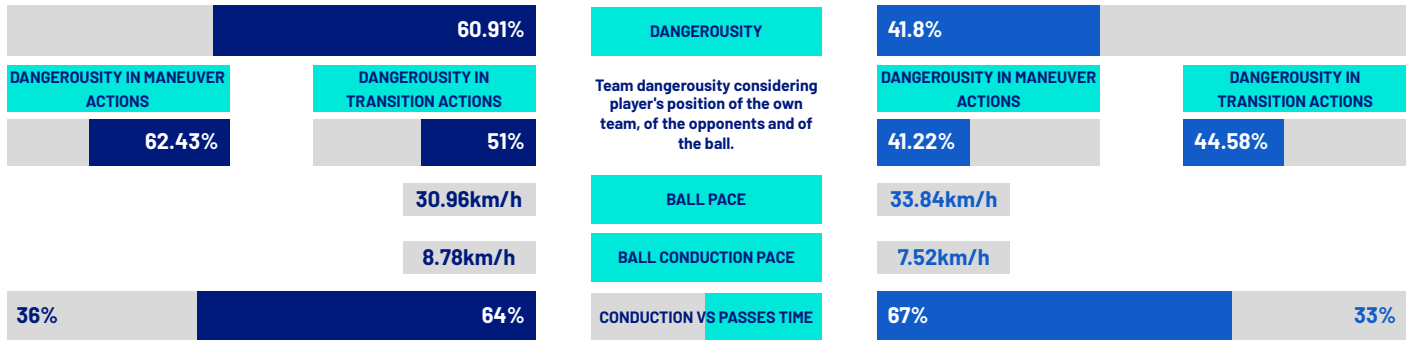 60.91%
DANGEROUSITY
41.8%
DANGEROUSITY IN MANEUVER
ACTIONS
DANGEROUSITY IN
TRANSITION ACTIONS
Team dangerousity considering
player's position of the own
team, of the opponents and of
the ball.
DANGEROUSITY IN MANEUVER
ACTIONS
DANGEROUSITY IN
TRANSITION ACTIONS
62.43%
51%
41.22%
44.58%
30.96km/h
BALL PACE
33.84km/h
8.78km/h
BALL CONDUCTION PACE
7.52km/h
36%
64%
CONDUCTION VS PASSES TIME
67%
33%